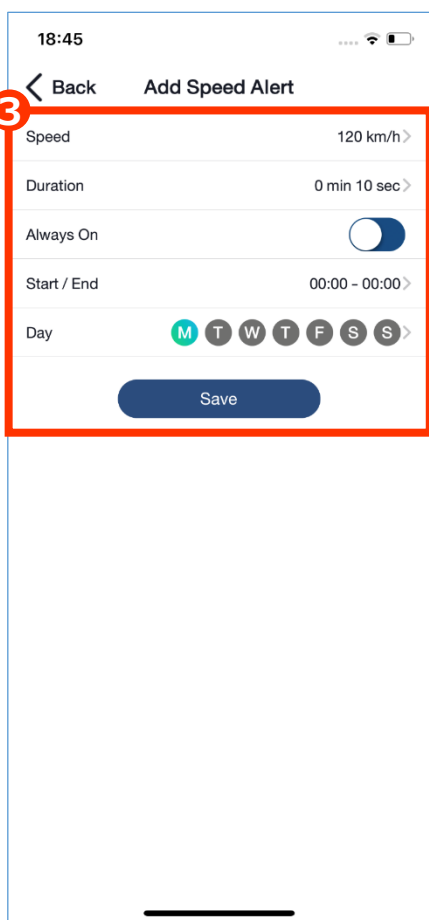 18:45
Back Add Speed Alert
3
Speed 120 km/h
Duration 0 min 10 sec
Always On
Start / End 00:00 - 00:00
Day M T W T F S S
Save